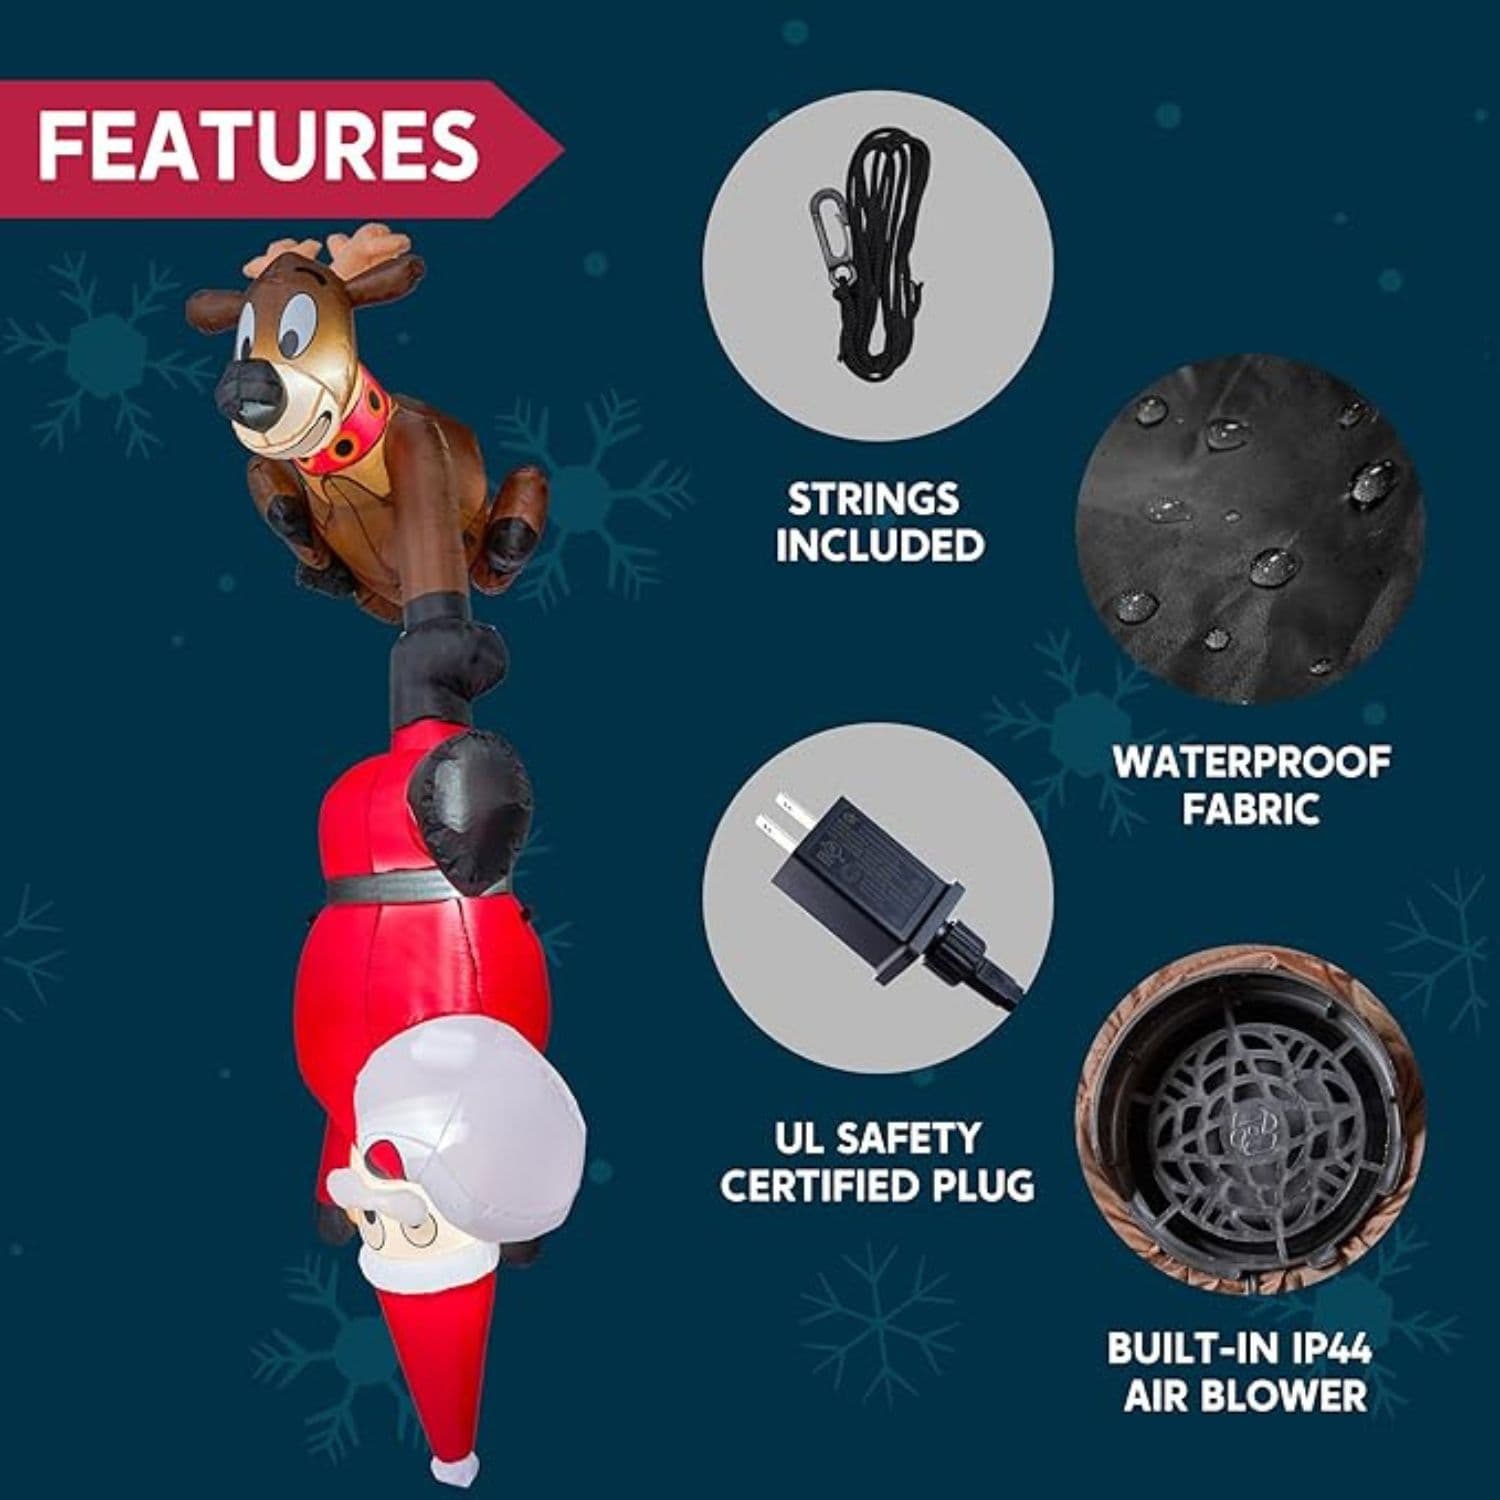 FEATURES
STRINGS
INCLUDED
WATERPROOF
FABRIC
UL SAFETY
CERTIFIED PLUG
BUILT-IN IP44
AIR BLOWER